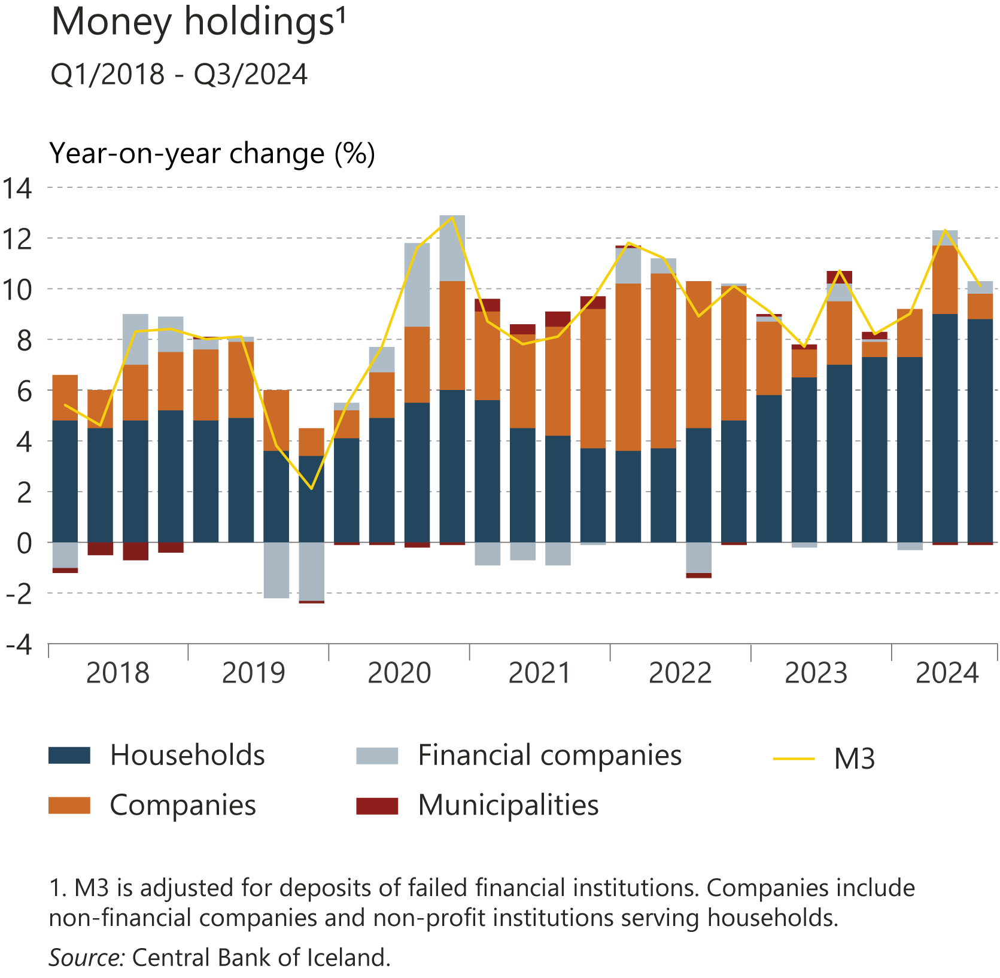 Money holdings¹
Q1/2018 - Q3/2024
Year-on-year change (%)
14
12
10
8
6
4
2
0
-2
-4
2018 2019 2020 2021 2022 2023 2024
Households Financial companies M3
Companies Municipalities
1. M3 is adjusted for deposits of failed financial institutions. Companies include
non-financial companies and non-profit institutions serving households.
Source: Central Bank of Iceland.